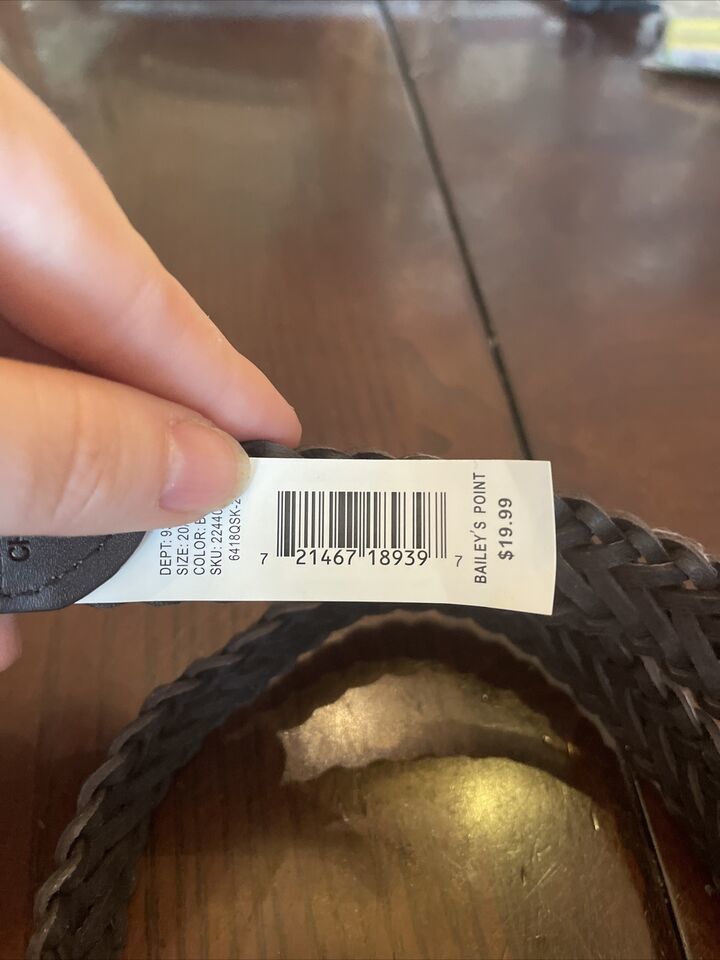 DEPT: 9
SIZE: 20
COLOR: B
SKU: 22440
6418QSK-2
7 21467 18939 7
BAILEY'S POINT
$19.99